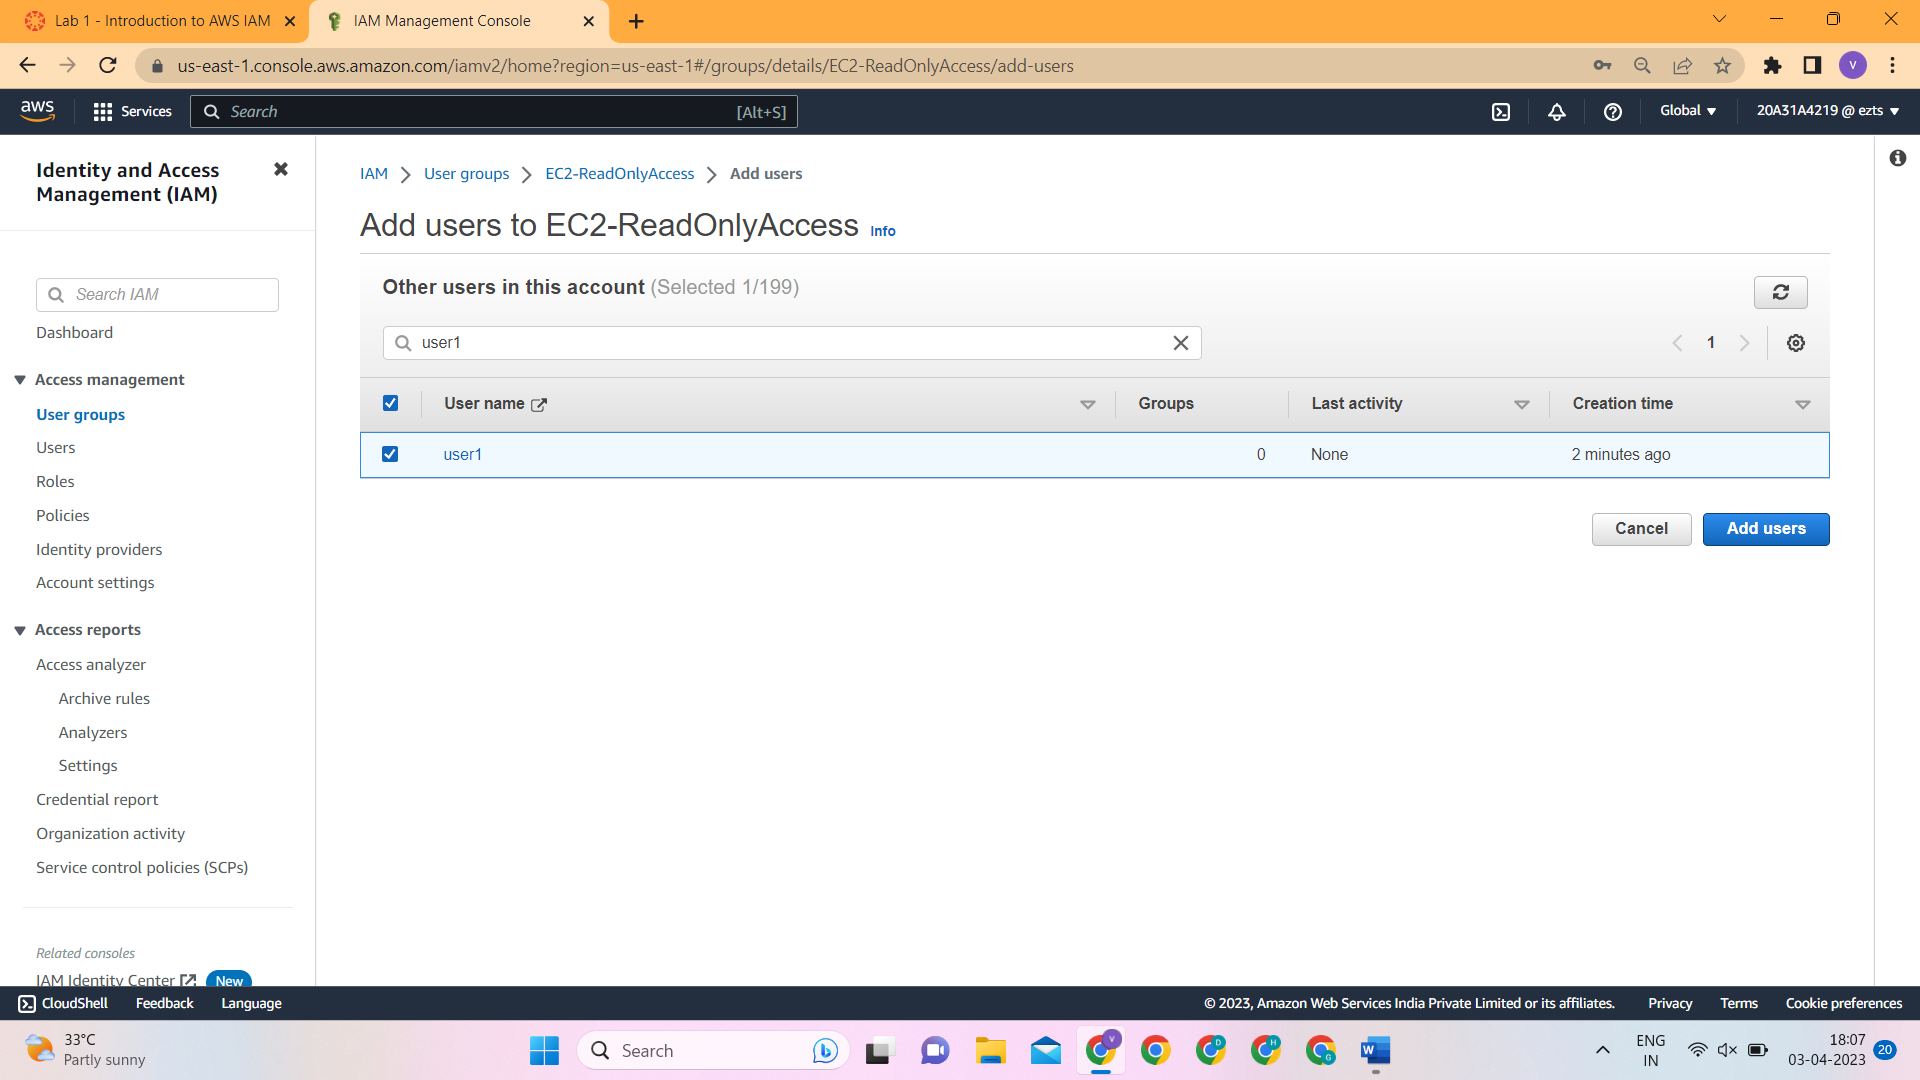 Lab 1 - Introduction to AWS IAM
IAM Management Console
us-east-1.console.aws.amazon.com/iamv2/home?region=us-east-1#/groups/details/EC2-ReadOnlyAccess/add-users
V
aws
Services
Search
[Alt+S]
Global
20A31A4219 @ ezts
Identity and Access
Management (IAM)
Search IAM
Dashboard
Access management
User groups
Users
Roles
Policies
Identity providers
Account settings
Access reports
Access analyzer
Archive rules
Analyzers
Settings
Credential report
Organization activity
Service control policies (SCPs)
Related consoles
IAM Identity Center New
IAM > User groups > EC2-ReadOnlyAccess > Add users
Add users to EC2-ReadOnlyAccess Info
Other users in this account (Selected 1/199)
user1
1
User name Groups Last activity Creation time
user1 0 None 2 minutes ago
Cancel Add users
CloudShell Feedback Language
© 2023, Amazon Web Services India Private Limited or its affiliates. Privacy Terms Cookie preferences
33°C
Partly sunny
Search
V
D
H
G
W
ENG
IN
18:07
03-04-2023
20